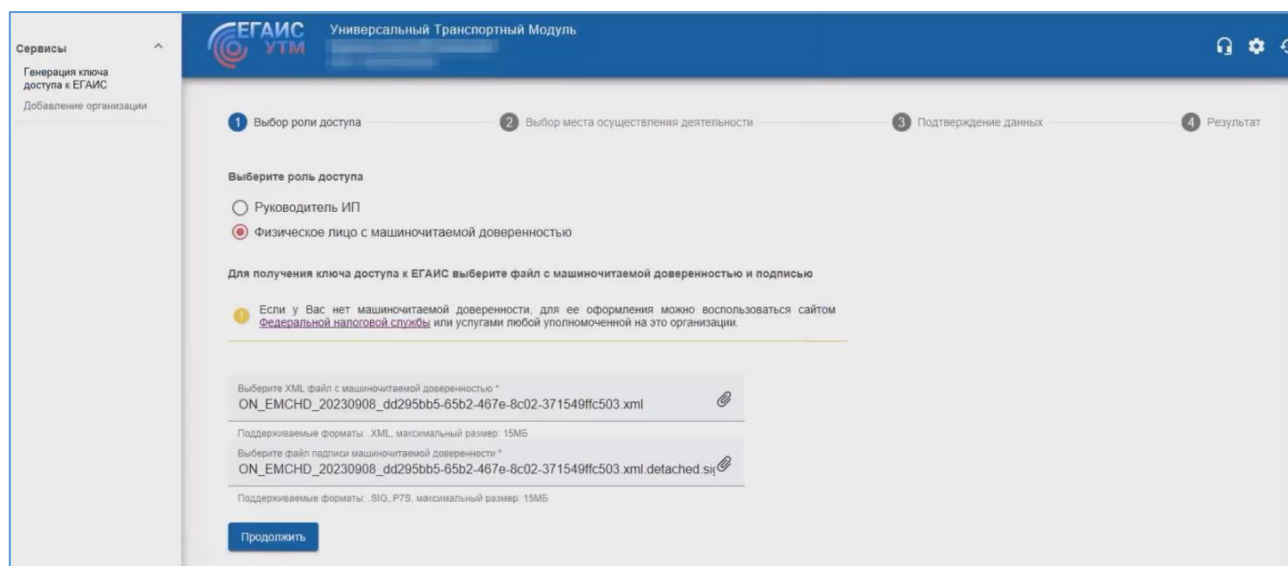 Сервисы
Генерация ключа
доступа к ЕГАИС
Добавление организации
ЕГАИС
УТМ
Универсальный Транспортный Модуль
1 Выбор роли доступа
2 Выбор места осуществления деятельности
3 Подтверждение данных
4 Результат
Выберите роль доступа
Руководитель ИП
Физическое лицо с машиночитаемой доверенностью
Для получения ключа доступа к ЕГАИС выберите файл с машиночитаемой доверенностью и подписью
Если у Вас нет машиночитаемой доверенности, для ее оформления можно воспользоваться сайтом
Федеральной налоговой службы или услугами любой уполномоченной на это организации.
Выберите XML файл с машиночитаемой доверенностью *
ON_EMCHD_20230908_dd295bb5-65b2-467e-8c02-371549ffc503.xml
Поддерживаемые форматы: .XML, максимальный размер: 15МБ
Выберите файл подписи машиночитаемой доверенности *
ON_EMCHD_20230908_dd295bb5-65b2-467e-8c02-371549ffc503.xml.detached.sig
Поддерживаемые форматы: .SIG, P7S, максимальный размер: 15МБ
Продолжить